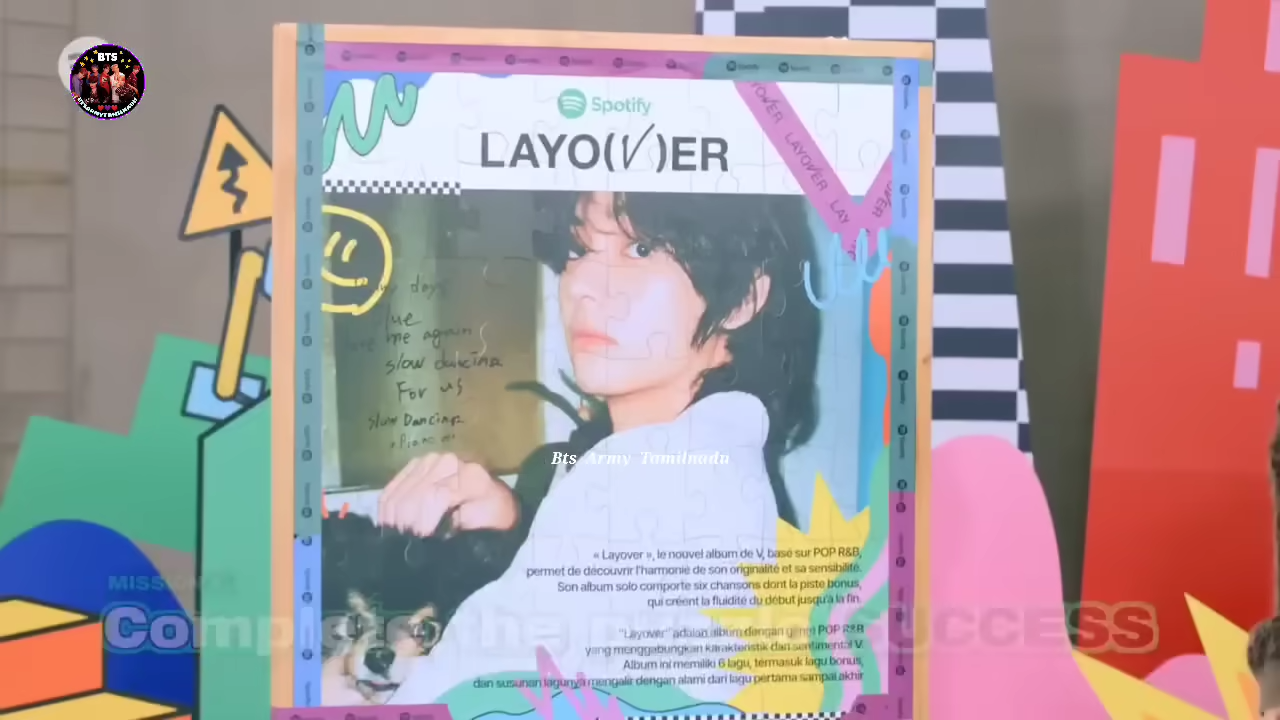 BTS
Spotify
LAYO(V)ER
LAYOVER
LAYOVER
LAY
me again
slow dancing
For us
Slow Dancing
Bts Army Tamilnadu
« Layover », le nouvel album de V, basé sur POP R&B,
permet de découvrir l'harmonie de son originalité et sa sensibilité.
Son album solo comporte six chansons dont la piste bonus,
qui créent la fluidité du début jusqu'à la fin.
"Layover" adalah album dengan genre POP R&B
yang menggabungkan karakteristik dan sentimental V.
Album ini memiliki 6 lagu, termasuk lagu bonus,
dan susunan lagunya mengalir dengan alami dari lagu pertama sampai akhir
MISSION
Complete the puzzle SUCCESS